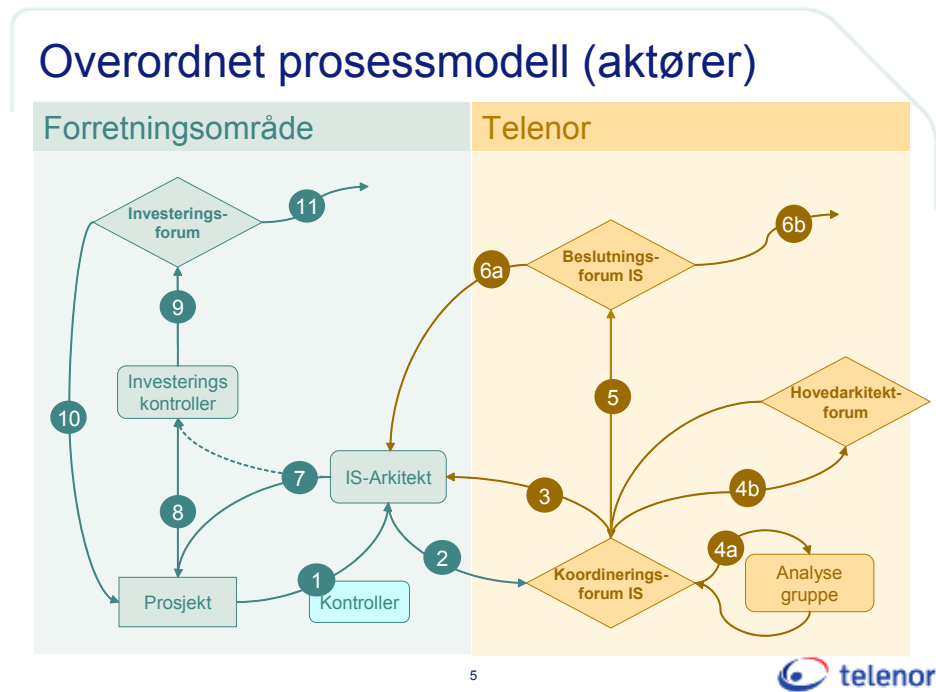 Overordnet prosessmodell (aktører)
Forretningsområde
Telenor
Investerings-
forum
11
6b
Beslutnings-
forum IS
6a
9
Investerings
kontroller
5
Hovedarkitekt-
forum
10
IS-Arkitekt
7
3
4b
8
2
4a
1
Prosjekt
Kontroller
Koordinerings-
forum IS
Analyse
gruppe
5
telenor